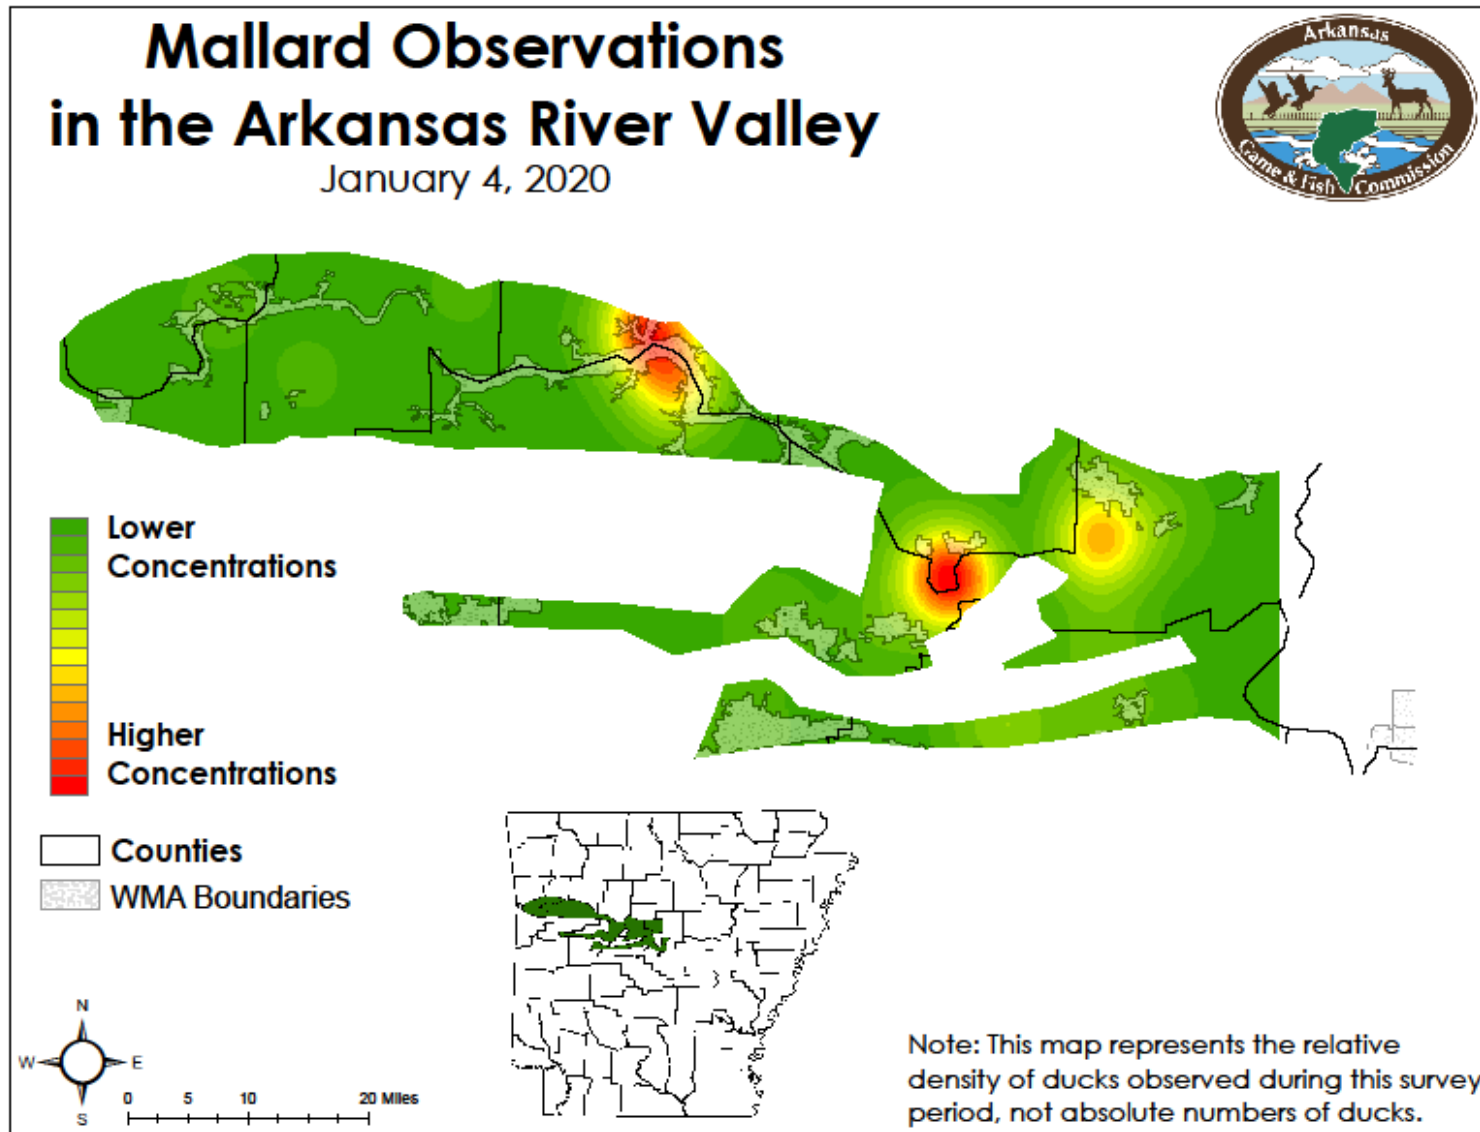 Mallard Observations
in the Arkansas River Valley
January 4, 2020
Arkansas
Game & Fish Commission
Lower
Concentrations
Higher
Concentrations
Counties
WMA Boundaries
N
W E
S
0 5 10 20 Miles
Note: This map represents the relative
density of ducks observed during this survey
period, not absolute numbers of ducks.